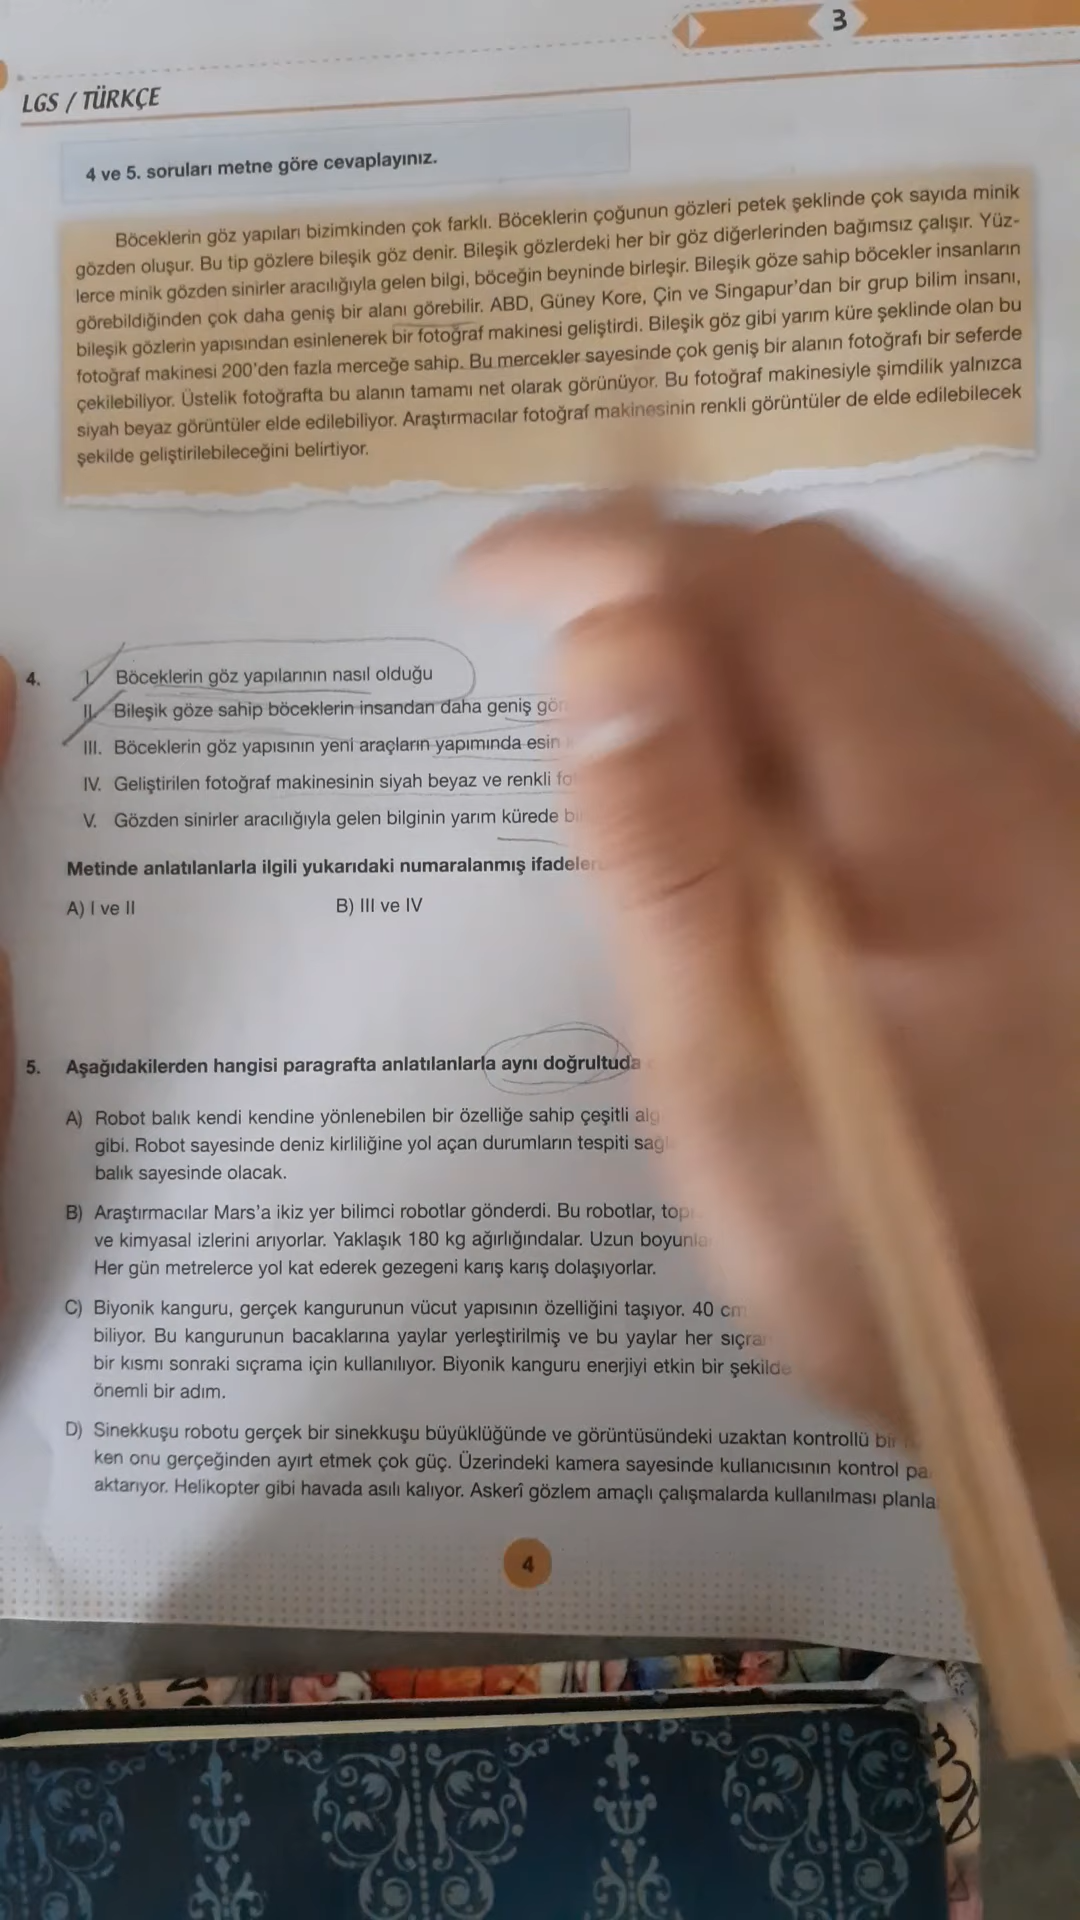 3
LGS / TÜRKÇE
4 ve 5. soruları metne göre cevaplayınız.
Böceklerin göz yapıları bizimkinden çok farklı. Böceklerin çoğunun gözleri petek şeklinde çok sayıda minik
gözden oluşur. Bu tip gözlere bileşik göz denir. Bileşik gözlerdeki her bir göz diğerlerinden bağımsız çalışır. Yüz-
lerce minik gözden sinirler aracılığıyla gelen bilgi, böceğin beyninde birleşir. Bileşik göze sahip böcekler insanların
görebildiğinden çok daha geniş bir alanı görebilir. ABD, Güney Kore, Çin ve Singapur'dan bir grup bilim insanı,
bileşik gözlerin yapısından esinlenerek bir fotoğraf makinesi geliştirdi. Bileşik göz gibi yarım küre şeklinde olan bu
fotoğraf makinesi 200'den fazla merceğe sahip. Bu mercekler sayesinde çok geniş bir alanın fotoğrafı bir seferde
çekilebiliyor. Üstelik fotoğrafta bu alanın tamamı net olarak görünüyor. Bu fotoğraf makinesiyle şimdilik yalnızca
siyah beyaz görüntüler elde edilebiliyor. Araştırmacılar fotoğraf makinesinin renkli görüntüler de elde edilebilecek
şekilde geliştirilebileceğini belirtiyor.
4. I. Böceklerin göz yapılarının nasıl olduğu
II. Bileşik göze sahip böceklerin insandan daha geniş
III. Böceklerin göz yapısının yeni araçların yapımında esin
IV. Geliştirilen fotoğraf makinesinin siyah beyaz ve renkli
V. Gözden sinirler aracılığıyla gelen bilginin yarım kürede
Metinde anlatılanlarla ilgili yukarıdaki numaralanmış
A) I ve II B) III ve IV
5. Aşağıdakilerden hangisi paragrafta anlatılanlarla aynı doğrultuda
A) Robot balık kendi kendine yönlenebilen bir özelliğe sahip çeşitli
gibi. Robot sayesinde deniz kirliliğine yol açan durumların tespiti
balık sayesinde olacak.
B) Araştırmacılar Mars'a ikiz yer bilimci robotlar gönderdi. Bu robotlar,
ve kimyasal izlerini arıyorlar. Yaklaşık 180 kg ağırlığındalar. Uzun
Her gün metrelerce yol kat ederek gezegeni karış karış dolaşıyorlar.
C) Biyonik kanguru, gerçek kangurunun vücut yapısının özelliğini taşıyor. 40 cm
biliyor. Bu kangurunun bacaklarına yaylar yerleştirilmiş ve bu yaylar her
bir kısmı sonraki sıçrama için kullanılıyor. Biyonik kanguru enerjiyi etkin bir şekilde
önemli bir adım.
D) Sinekkuşu robotu gerçek bir sinekkuşu büyüklüğünde ve görüntüsündeki uzaktan kontrollü bir
ken onu gerçeğinden ayırt etmek çok güç. Üzerindeki kamera sayesinde kullanıcısının kontrol
aktarıyor. Helikopter gibi havada asılı kalıyor. Askerî gözlem amaçlı çalışmalarda kullanılması
4